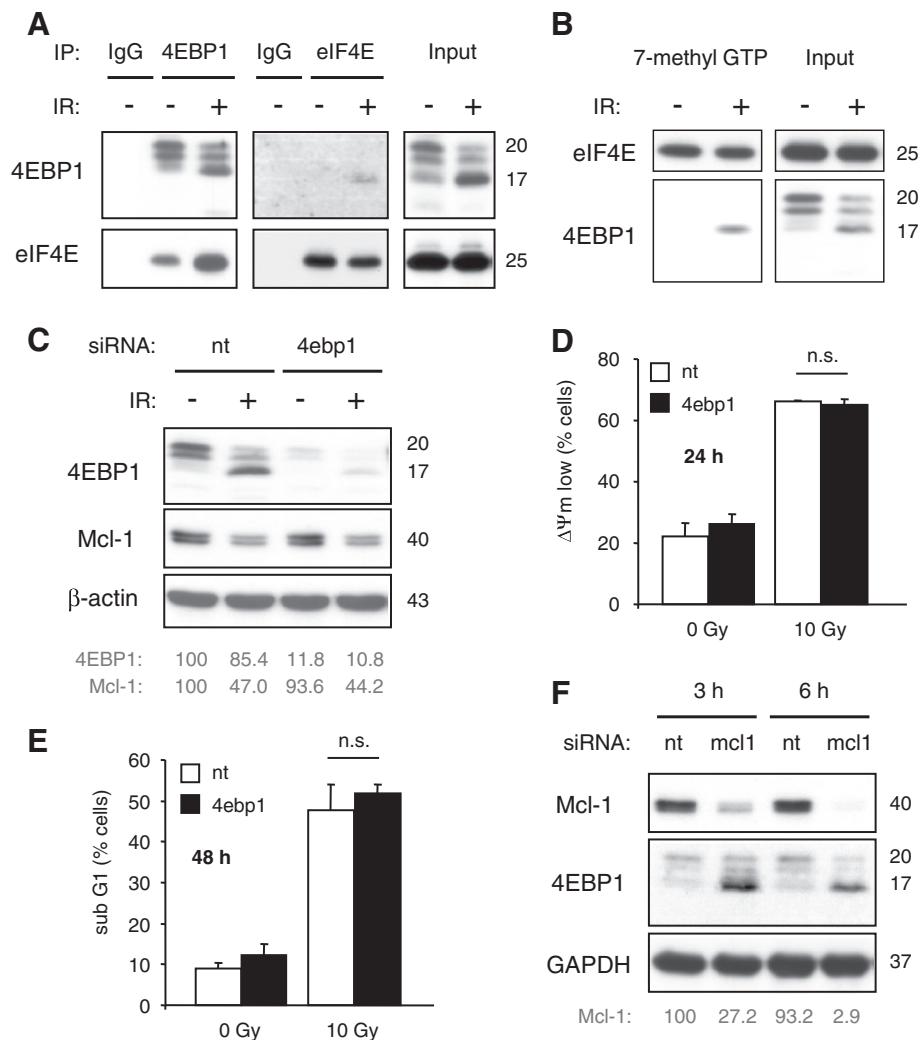 A
IP: IgG 4EBP1 IgG eIF4E Input
IR: - - + - - + - +
4EBP1 20
17
eIF4E 25
B
7-methyl GTP Input
IR: - + - +
eIF4E 25
4EBP1 20
17
C
siRNA: nt 4ebp1
IR: - + - +
4EBP1 20
17
Mcl-1 40
β-actin 43
4EBP1: 100 85.4 11.8 10.8
Mcl-1: 100 47.0 93.6 44.2
D
ΔΨm low (% cells)
80
60
40
20
0
nt
4ebp1
24 h
n.s.
0 Gy 10 Gy
E
sub G1 (% cells)
60
50
40
30
20
10
0
nt
4ebp1
48 h
n.s.
0 Gy 10 Gy
F
3 h 6 h
siRNA: nt mcl1 nt mcl1
Mcl-1 40
4EBP1 20
17
GAPDH 37
Mcl-1: 100 27.2 93.2 2.9